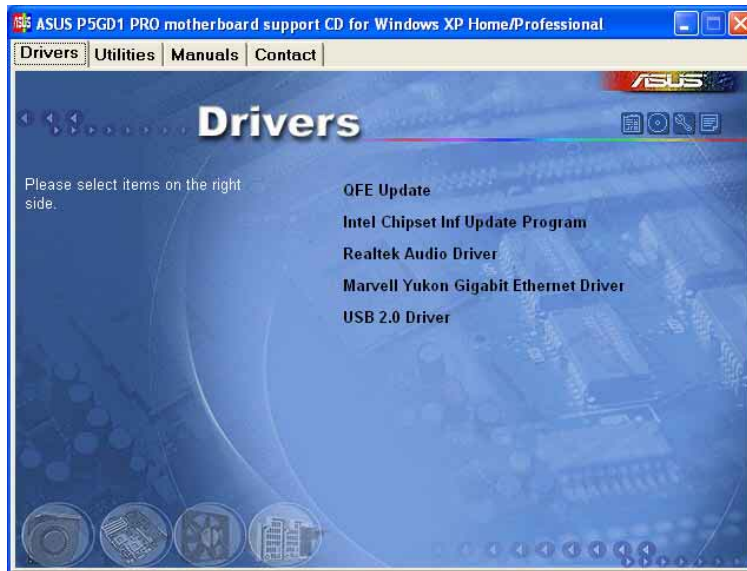 ASUS P5GD1 PRO motherboard support CD for Windows XP Home/Professional
Drivers Utilities Manuals Contact
ASUS
Drivers
Please select items on the right
side.
QFE Update
Intel Chipset Inf Update Program
Realtek Audio Driver
Marvell Yukon Gigabit Ethernet Driver
USB 2.0 Driver